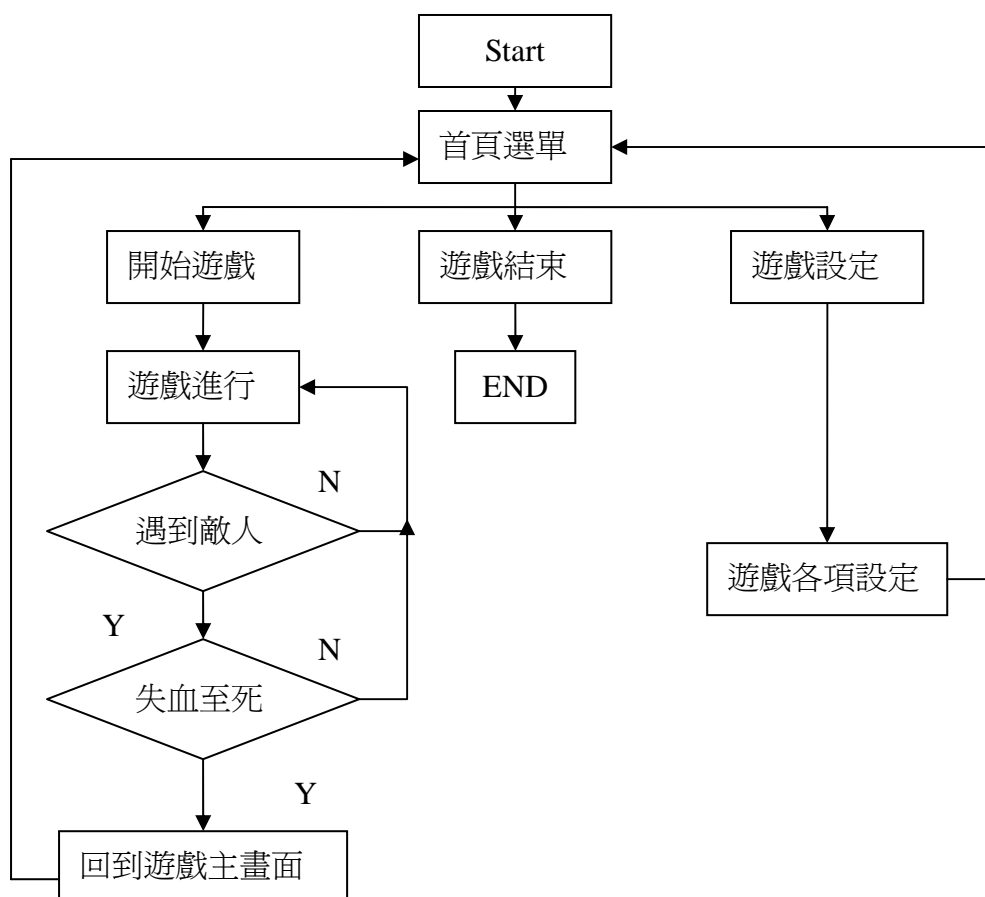 Start
首頁選單
開始遊戲
遊戲結束
遊戲設定
遊戲進行
END
N
遇到敵人
遊戲各項設定
Y
N
失血至死
Y
回到遊戲主畫面